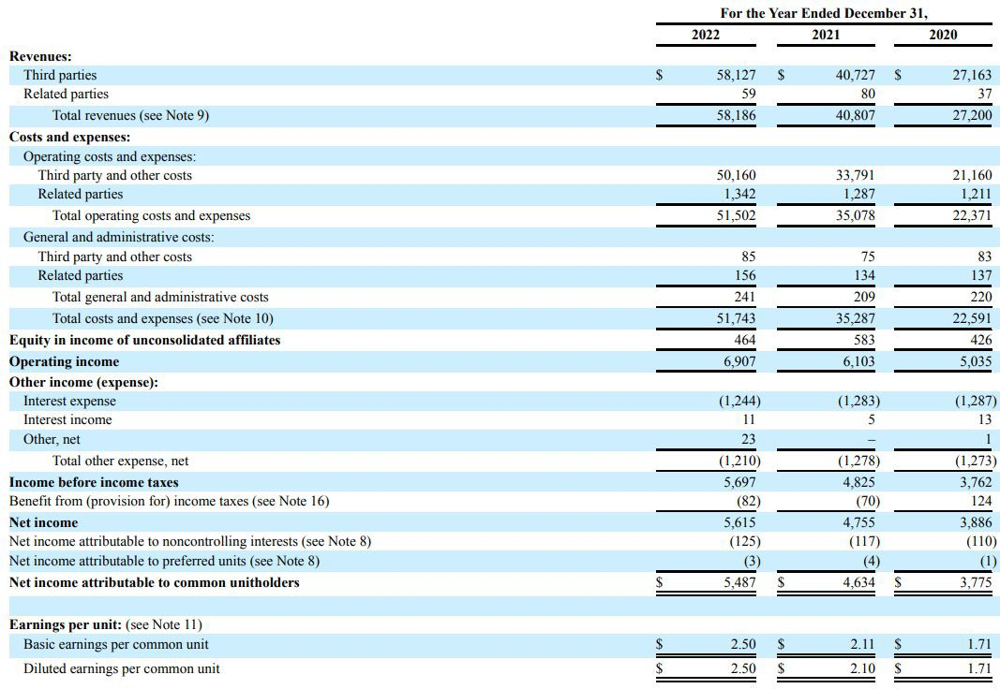 For the Year Ended December 31,
2022 2021 2020
Revenues:
Third parties $ 58,127 $ 40,727 $ 27,163
Related parties 59 80 37
Total revenues (see Note 9) 58,186 40,807 27,200
Costs and expenses:
Operating costs and expenses:
Third party and other costs 50,160 33,791 21,160
Related parties 1,342 1,287 1,211
Total operating costs and expenses 51,502 35,078 22,371
General and administrative costs:
Third party and other costs 85 75 83
Related parties 156 134 137
Total general and administrative costs 241 209 220
Total costs and expenses (see Note 10) 51,743 35,287 22,591
Equity in income of unconsolidated affiliates 464 583 426
Operating income 6,907 6,103 5,035
Other income (expense):
Interest expense (1,244) (1,283) (1,287)
Interest income 11 5 13
Other, net 23 – 1
Total other expense, net (1,210) (1,278) (1,273)
Income before income taxes 5,697 4,825 3,762
Benefit from (provision for) income taxes (see Note 16) (82) (70) 124
Net income 5,615 4,755 3,886
Net income attributable to noncontrolling interests (see Note 8) (125) (117) (110)
Net income attributable to preferred units (see Note 8) (3) (4) (1)
Net income attributable to common unitholders $ 5,487 $ 4,634 $ 3,775
Earnings per unit: (see Note 11)
Basic earnings per common unit $ 2.50 $ 2.11 $ 1.71
Diluted earnings per common unit $ 2.50 $ 2.10 $ 1.71